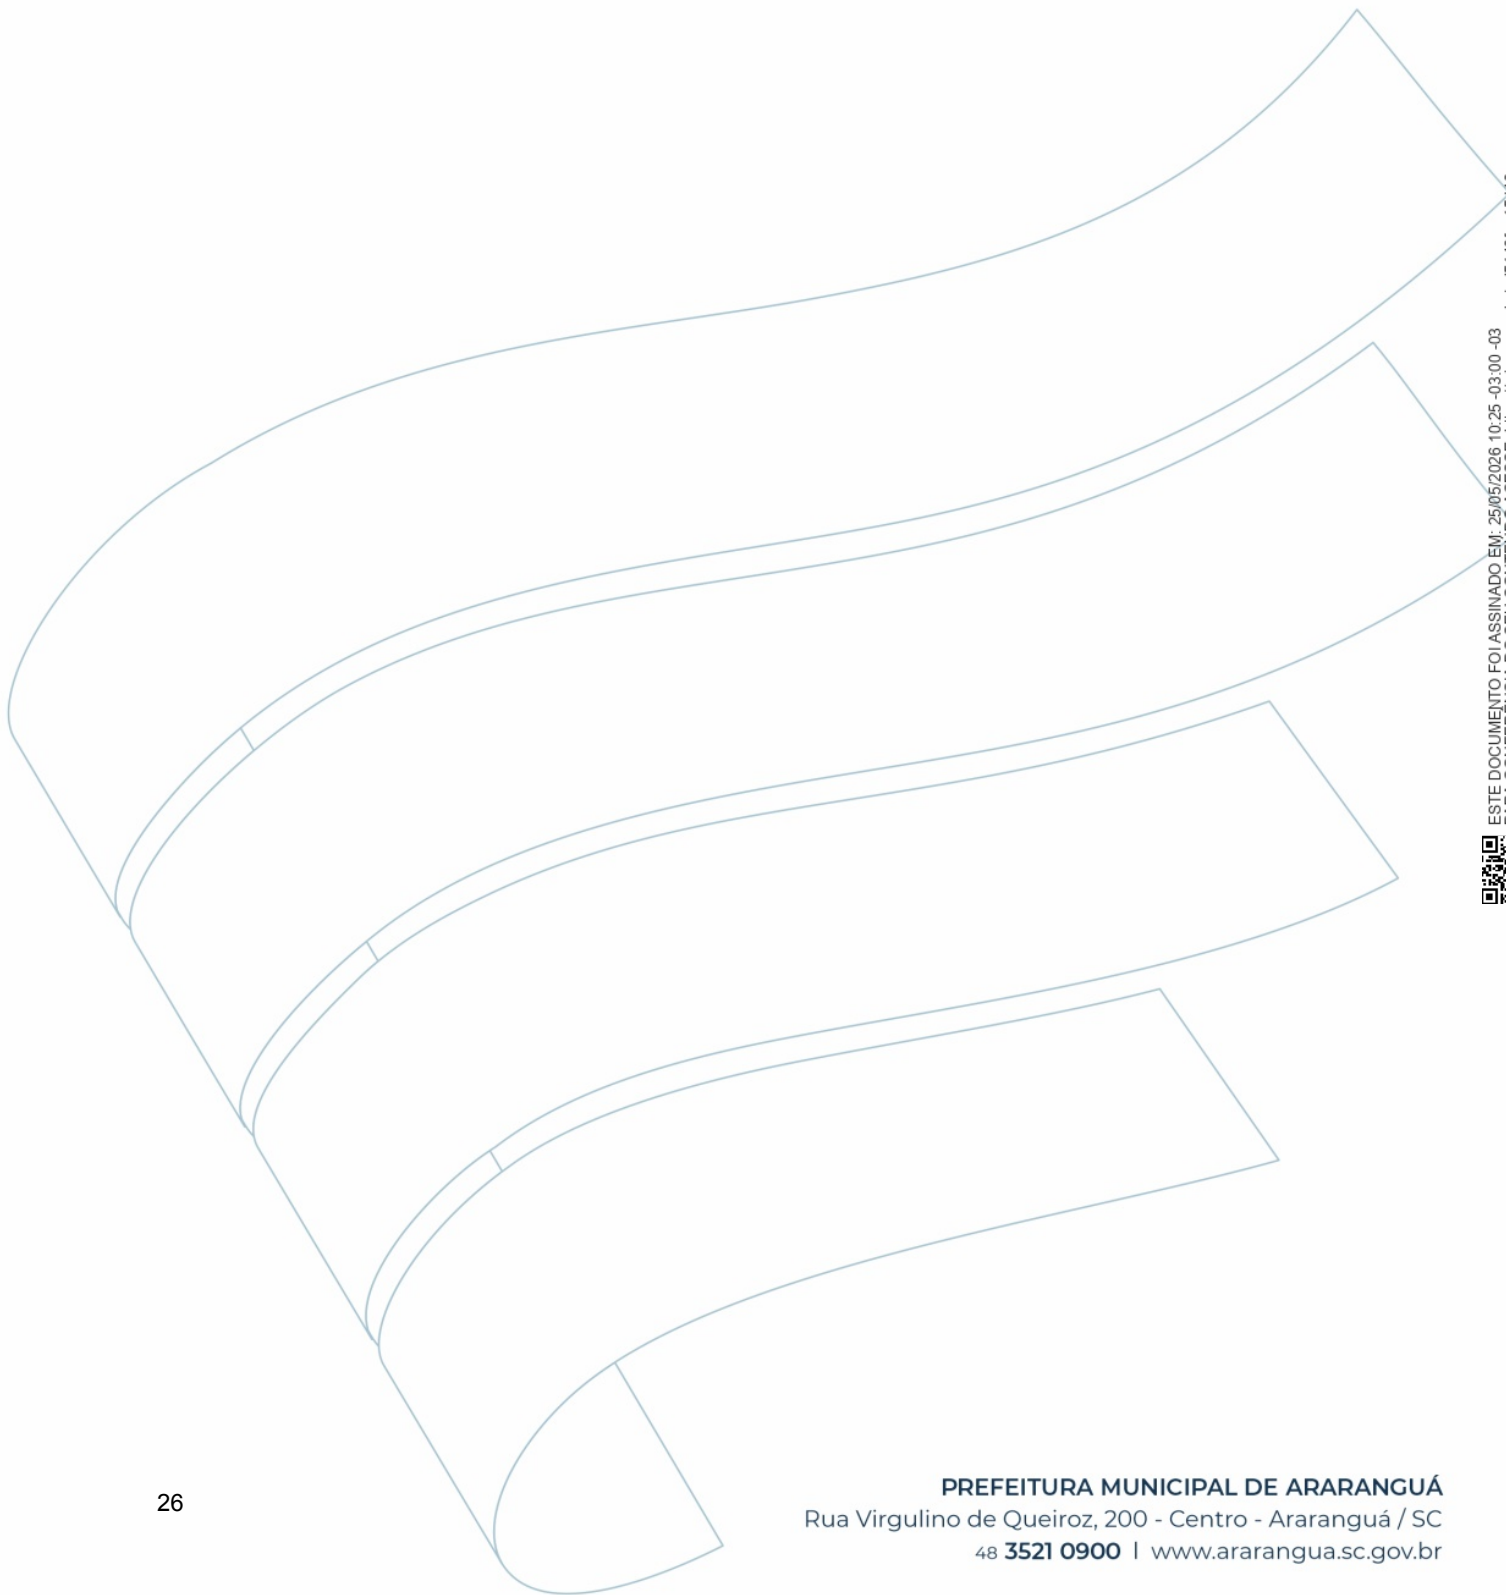 ESTE DOCUMENTO FOI ASSINADO EM: 25/05/2026 10:25 -03:00 -03
26
PREFEITURA MUNICIPAL DE ARARANGUÁ
Rua Virgulino de Queiroz, 200 - Centro - Araranguá / SC
48 3521 0900 | www.ararangua.sc.gov.br